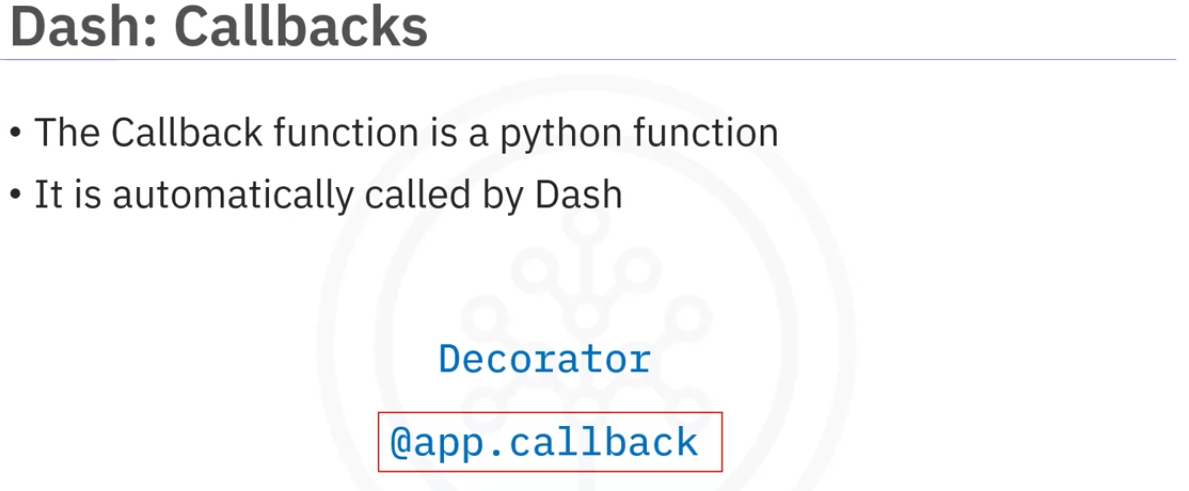 Dash: Callbacks
• The Callback function is a python function
• It is automatically called by Dash
Decorator
@app.callback